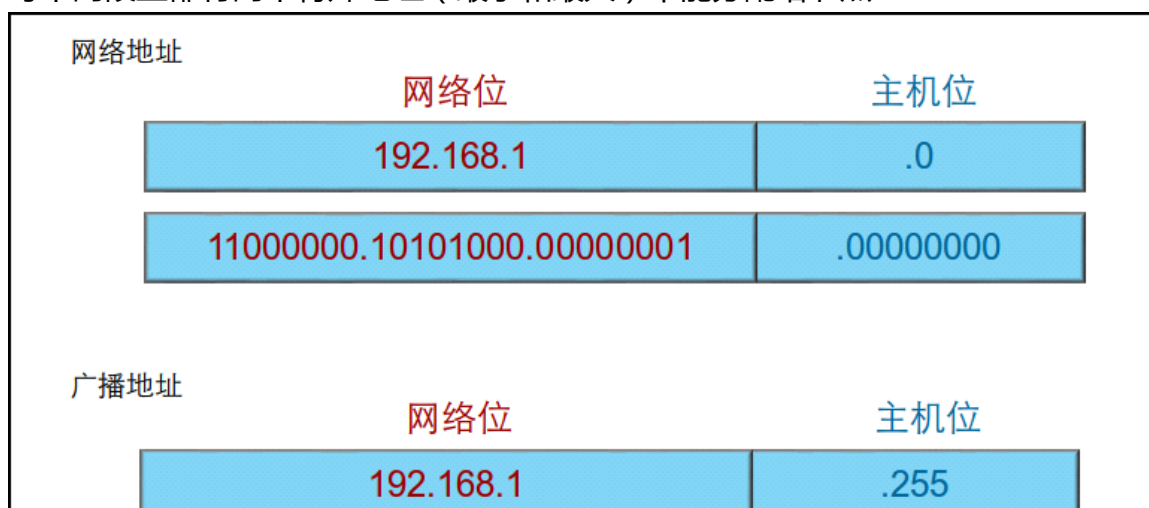 网络地址
网络位 主机位
192.168.1 .0
11000000.10101000.00000001 .00000000
广播地址
网络位 主机位
192.168.1 .255